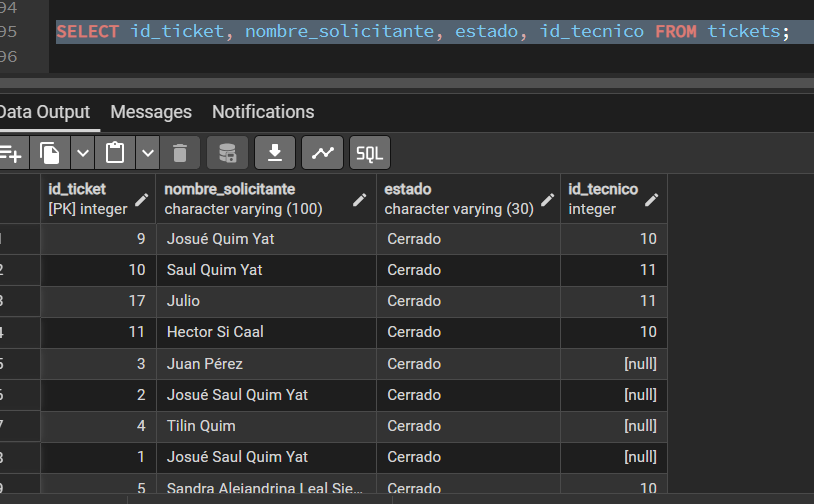 94
95 SELECT id_ticket, nombre_solicitante, estado, id_tecnico FROM tickets;
96
Data Output Messages Notifications
SQL
id_ticket nombre_solicitante estado id_tecnico
[PK] integer character varying (100) character varying (30) integer
1 9 Josué Quim Yat Cerrado 10
2 10 Saul Quim Yat Cerrado 11
3 17 Julio Cerrado 11
4 11 Hector Si Caal Cerrado 10
5 3 Juan Pérez Cerrado [null]
6 2 Josué Saul Quim Yat Cerrado [null]
7 4 Tilin Quim Cerrado [null]
8 1 Josué Saul Quim Yat Cerrado [null]
9 5 Sandra Alejandrina Leal Sie... Cerrado 10